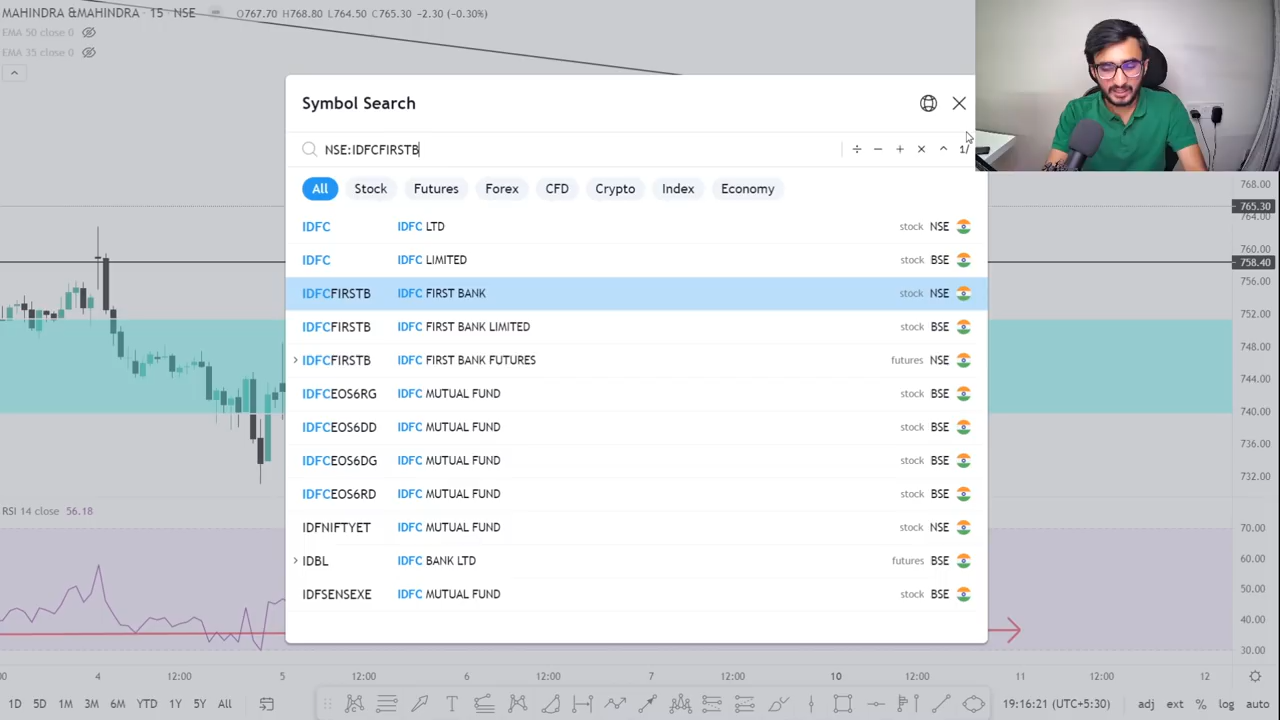 MAHINDRA &MAHINDRA · 15 · NSE O767.70 H768.80 L764.50 C765.30 -2.30 (-0.30%)
EMA 50 close 0
EMA 35 close 0
Symbol Search
NSE:IDFCFIRSTB ÷ − + × ^ 1/
All Stock Futures Forex CFD Crypto Index Economy
IDFC IDFC LTD stock NSE
IDFC IDFC LIMITED stock BSE
IDFCFIRSTB IDFC FIRST BANK stock NSE
IDFCFIRSTB IDFC FIRST BANK LIMITED stock BSE
IDFCFIRSTB IDFC FIRST BANK FUTURES futures NSE
IDFCEOS6RG IDFC MUTUAL FUND stock BSE
IDFCEOS6DD IDFC MUTUAL FUND stock BSE
IDFCEOS6DG IDFC MUTUAL FUND stock BSE
IDFCEOS6RD IDFC MUTUAL FUND stock BSE
IDFNIFTYET IDFC MUTUAL FUND stock NSE
IDBL IDFC BANK LTD futures BSE
IDFSENSEXE IDFC MUTUAL FUND stock BSE
768.00
765.30
764.00
760.00
758.40
756.00
752.00
748.00
744.00
740.00
736.00
732.00
RSI 14 close 56.18
70.00
60.00
50.00
40.00
30.00
4 12:00 5 12:00 6 12:00 7 12:00 10 12:00 11 12:00 12
1D 5D 1M 3M 6M YTD 1Y 5Y All 19:16:21 (UTC+5:30) adj ext % log auto